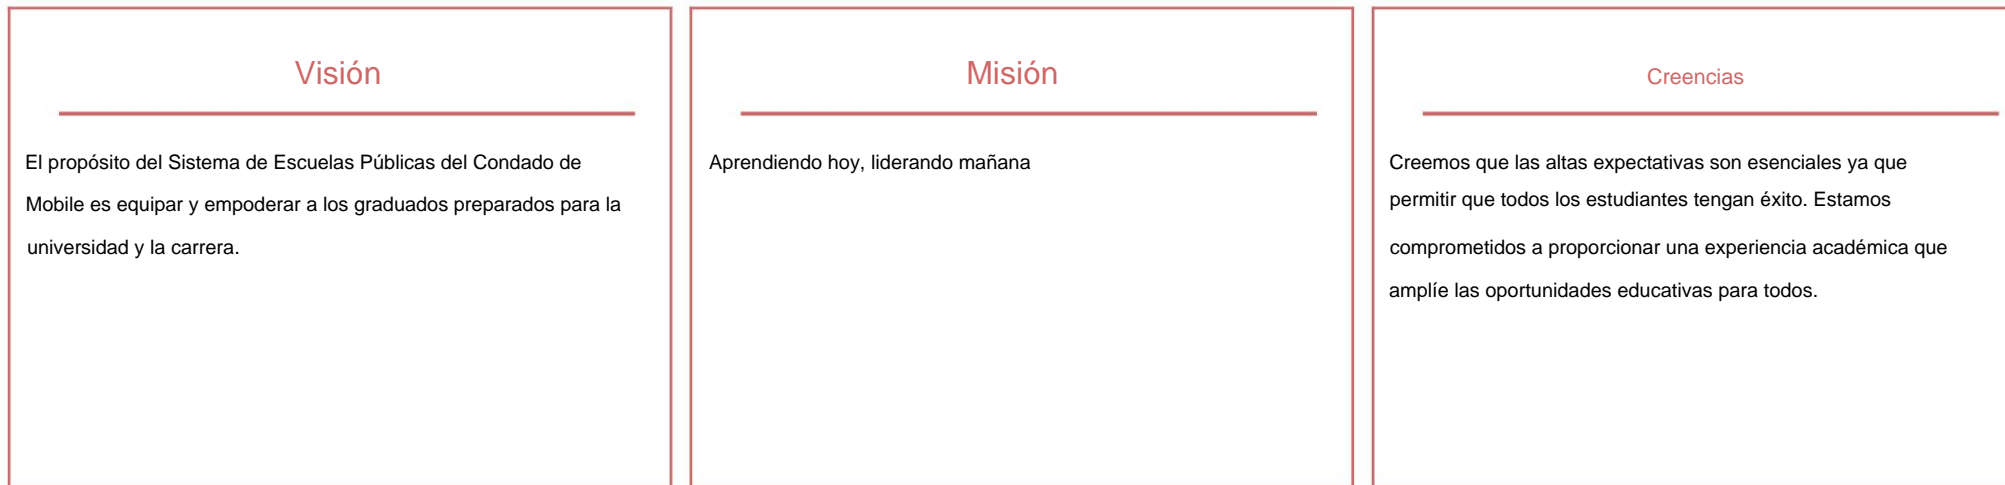 Visión
El propósito del Sistema de Escuelas Públicas del Condado de
Mobile es equipar y empoderar a los graduados preparados para la
universidad y la carrera.
Misión
Aprendiendo hoy, liderando mañana
Creencias
Creemos que las altas expectativas son esenciales ya que
permitir que todos los estudiantes tengan éxito. Estamos
comprometidos a proporcionar una experiencia académica que
amplíe las oportunidades educativas para todos.